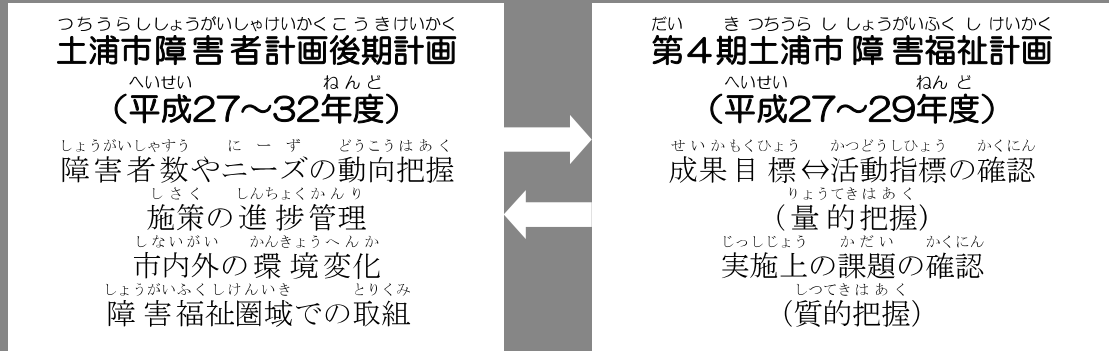 つちうらししょうがいしゃけいかくこうきけいかく
土浦市障害者計画後期計画
へいせい ねんど
(平成27～32年度)
しょうがいしゃすう にーず どうこうはあく
障害者数やニーズの動向把握
しさく しんちょくかんり
施策の進捗管理
しないがい かんきょうへんか
市内外の環境変化
しょうがいふくしけんいき とりくみ
障害福祉圏域での取組
だい き つちうらし しょうがいふくし けいかく
第4期土浦市障害福祉計画
へいせい ねんど
(平成27～29年度)
せいかもくひょう かつどうしひょう かくにん
成果目標⇔活動指標の確認
りょうてきはあく
(量的把握)
じっしじょう かだい かくにん
実施上の課題の確認
しつてきはあく
(質的把握)